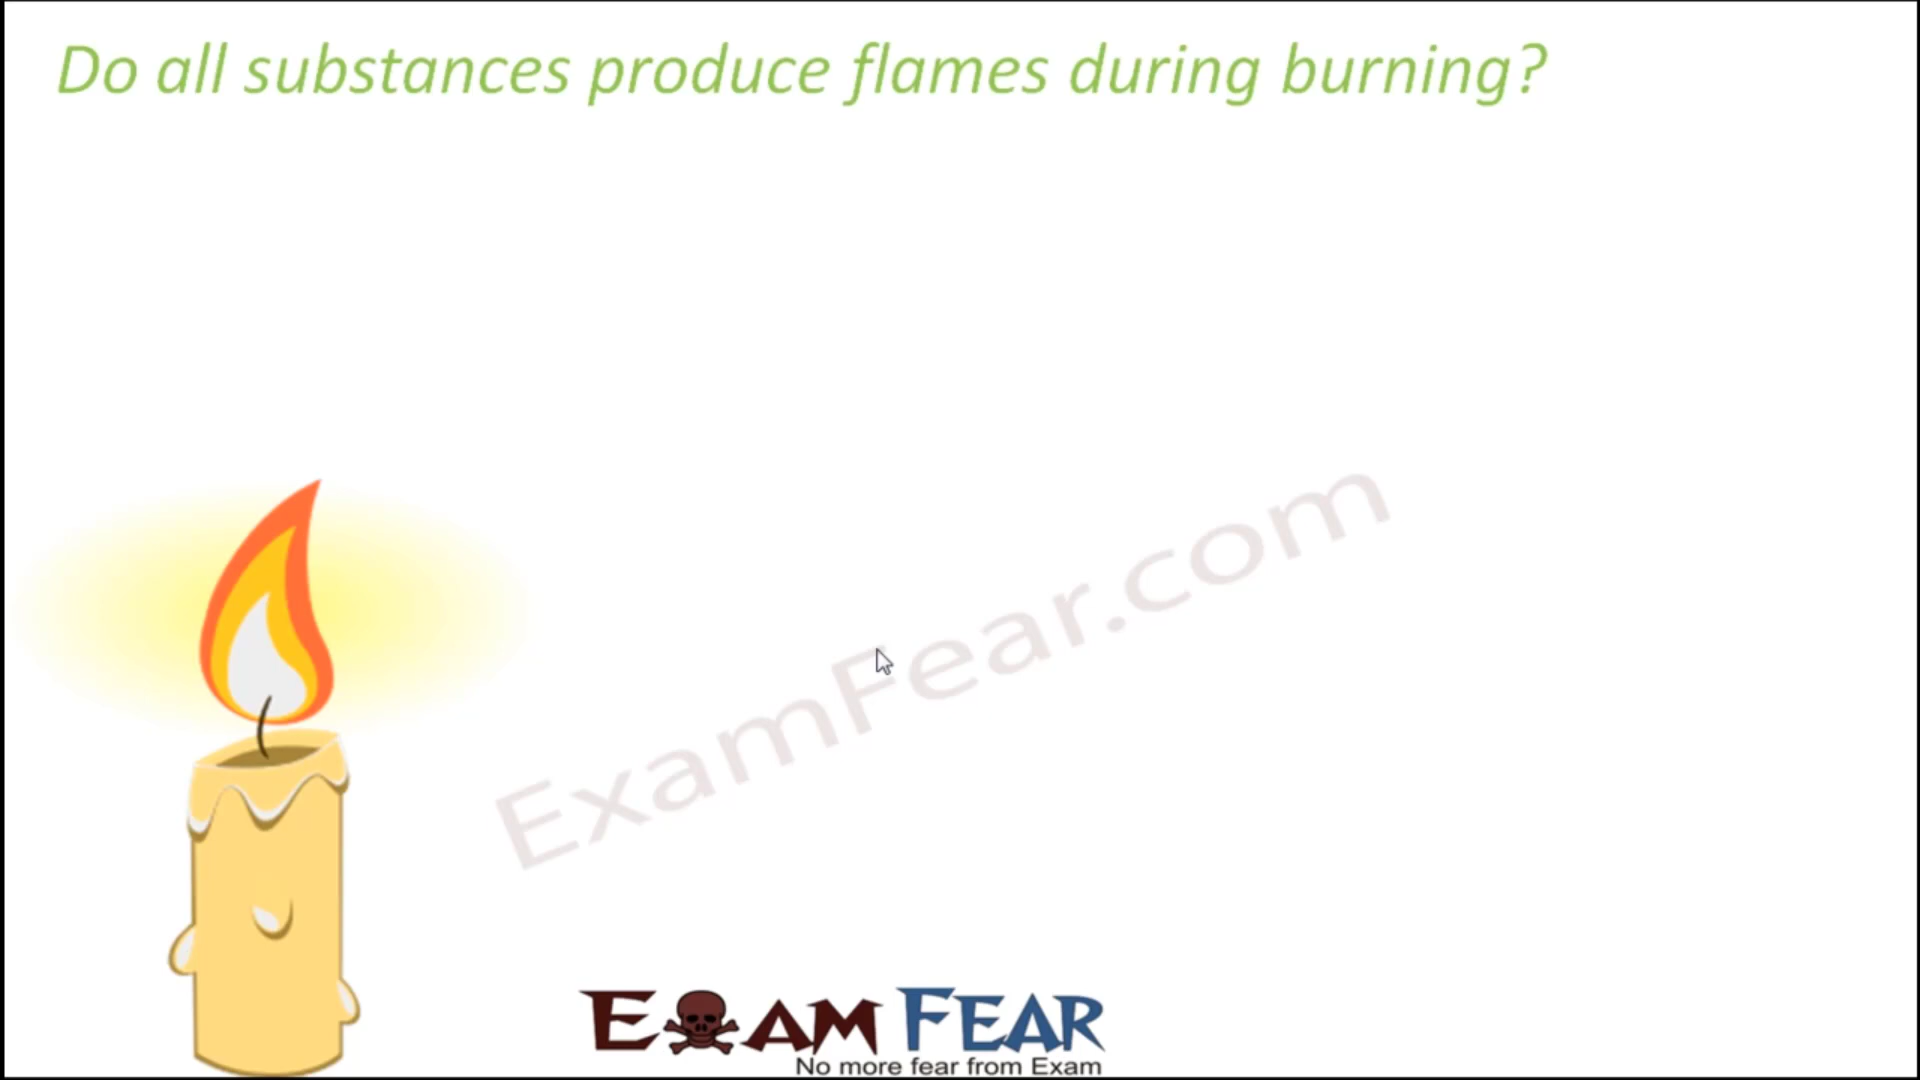 Do all substances produce flames during burning?
ExamFear.com
EXAM FEAR
No more fear from Exam